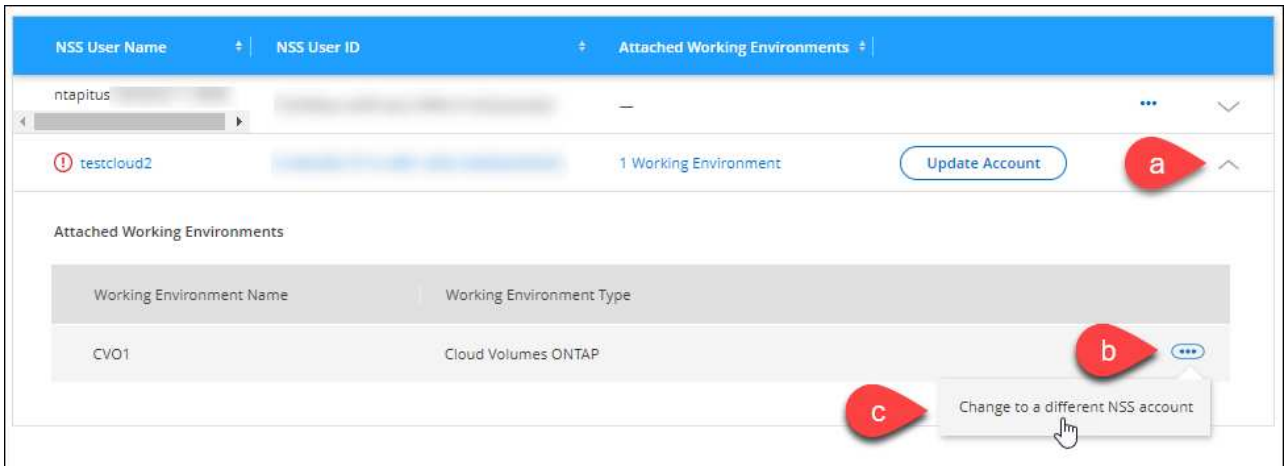 NSS User Name NSS User ID Attached Working Environments
ntapitus —
testcloud2 1 Working Environment Update Account a
Attached Working Environments
Working Environment Name Working Environment Type
CVO1 Cloud Volumes ONTAP b
c Change to a different NSS account